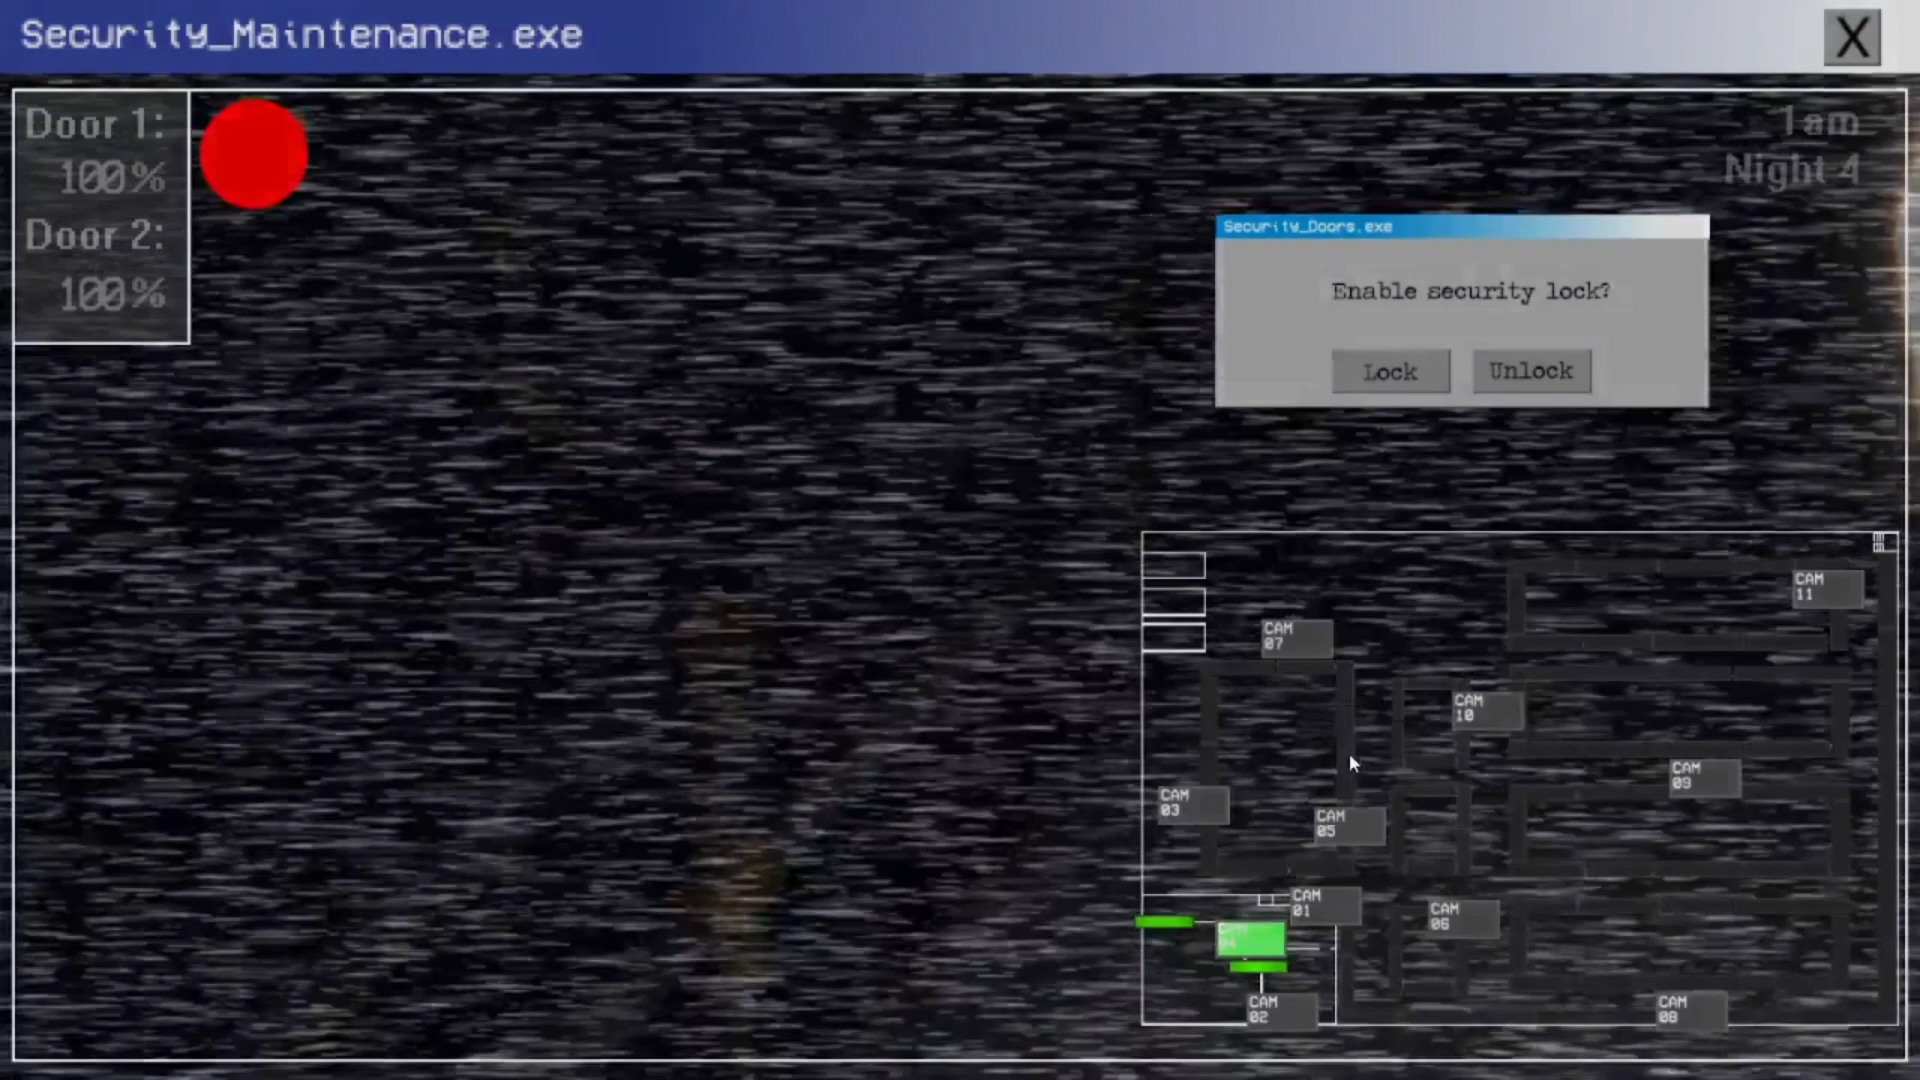 Security_Maintenance.exe
X
Door 1:
100%
Door 2:
100%
1am
Night 4
Security_Doors.exe
Enable security lock?
Lock
Unlock
CAM
11
CAM
07
CAM
10
CAM
09
CAM
03
CAM
05
CAM
01
CAM
06
CAM
04
CAM
02
CAM
08